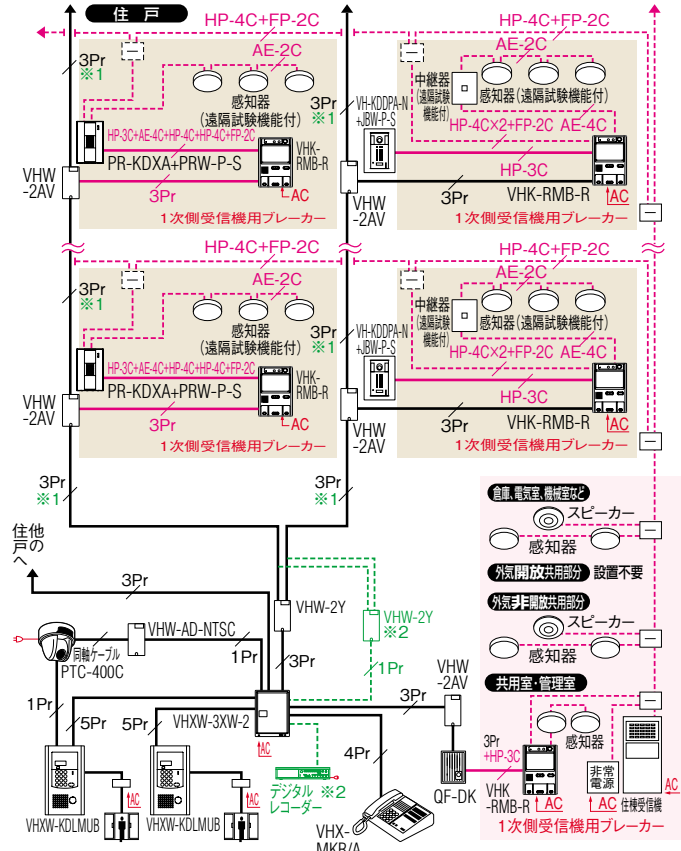 住 戸
HP-4C+FP-2C
HP-4C+FP-2C
3Pr
※1
AE-2C
感知器
(遠隔試験機能付)
HP-3C+AE-4C+HP-4C+HP-4C+FP-2C
PR-KDXA+PRW-P-S
VHK-
RMB-R
VHW
-2AV
3Pr
AC
1次側受信機用ブレーカー
3Pr
※1
AE-2C
中継器
(遠隔試験
機能付)
感知器(遠隔試験機能付)
VH-KDDPA-N
+JBW-P-S
HP-4C×2+FP-2C
AE-4C
HP-3C
VHW
-2AV
3Pr
VHK-RMB-R
AC
1次側受信機用ブレーカー
HP-4C+FP-2C
HP-4C+FP-2C
3Pr
※1
AE-2C
感知器
(遠隔試験機能付)
HP-3C+AE-4C+HP-4C+HP-4C+FP-2C
PR-KDXA+PRW-P-S
VHK-
RMB-R
VHW
-2AV
3Pr
AC
1次側受信機用ブレーカー
3Pr
※1
AE-2C
中継器
(遠隔試験
機能付)
感知器(遠隔試験機能付)
VH-KDDPA-N
+JBW-P-S
HP-4C×2+FP-2C
AE-4C
HP-3C
VHW
-2AV
3Pr
VHK-RMB-R
AC
1次側受信機用ブレーカー
3Pr
※1
3Pr
※1
他の
住戸へ
3Pr
VHW-2Y
VHW-2Y
※2
1Pr
3Pr
VHW-AD-NTSC
同軸ケーブル
PTC-400C
1Pr
1Pr
5Pr
5Pr
VHXW-3XW-2
AC
3Pr
VHW
-2AV
4Pr
QF-DK
AC
AC
VHXW-KDLMUB
VHXW-KDLMUB
デジタル
レコーダー
※2
VHX-
MKR/A
倉庫、電気室、機械室など
スピーカー
感知器
外気開放共用部分
設置不要
外気非開放共用部分
スピーカー
感知器
共用室・管理室
感知器
3Pr
+HP-3C
VHK
-RMB-R
AC
非常
電源
AC
住棟受信機
AC
1次側受信機用ブレーカー